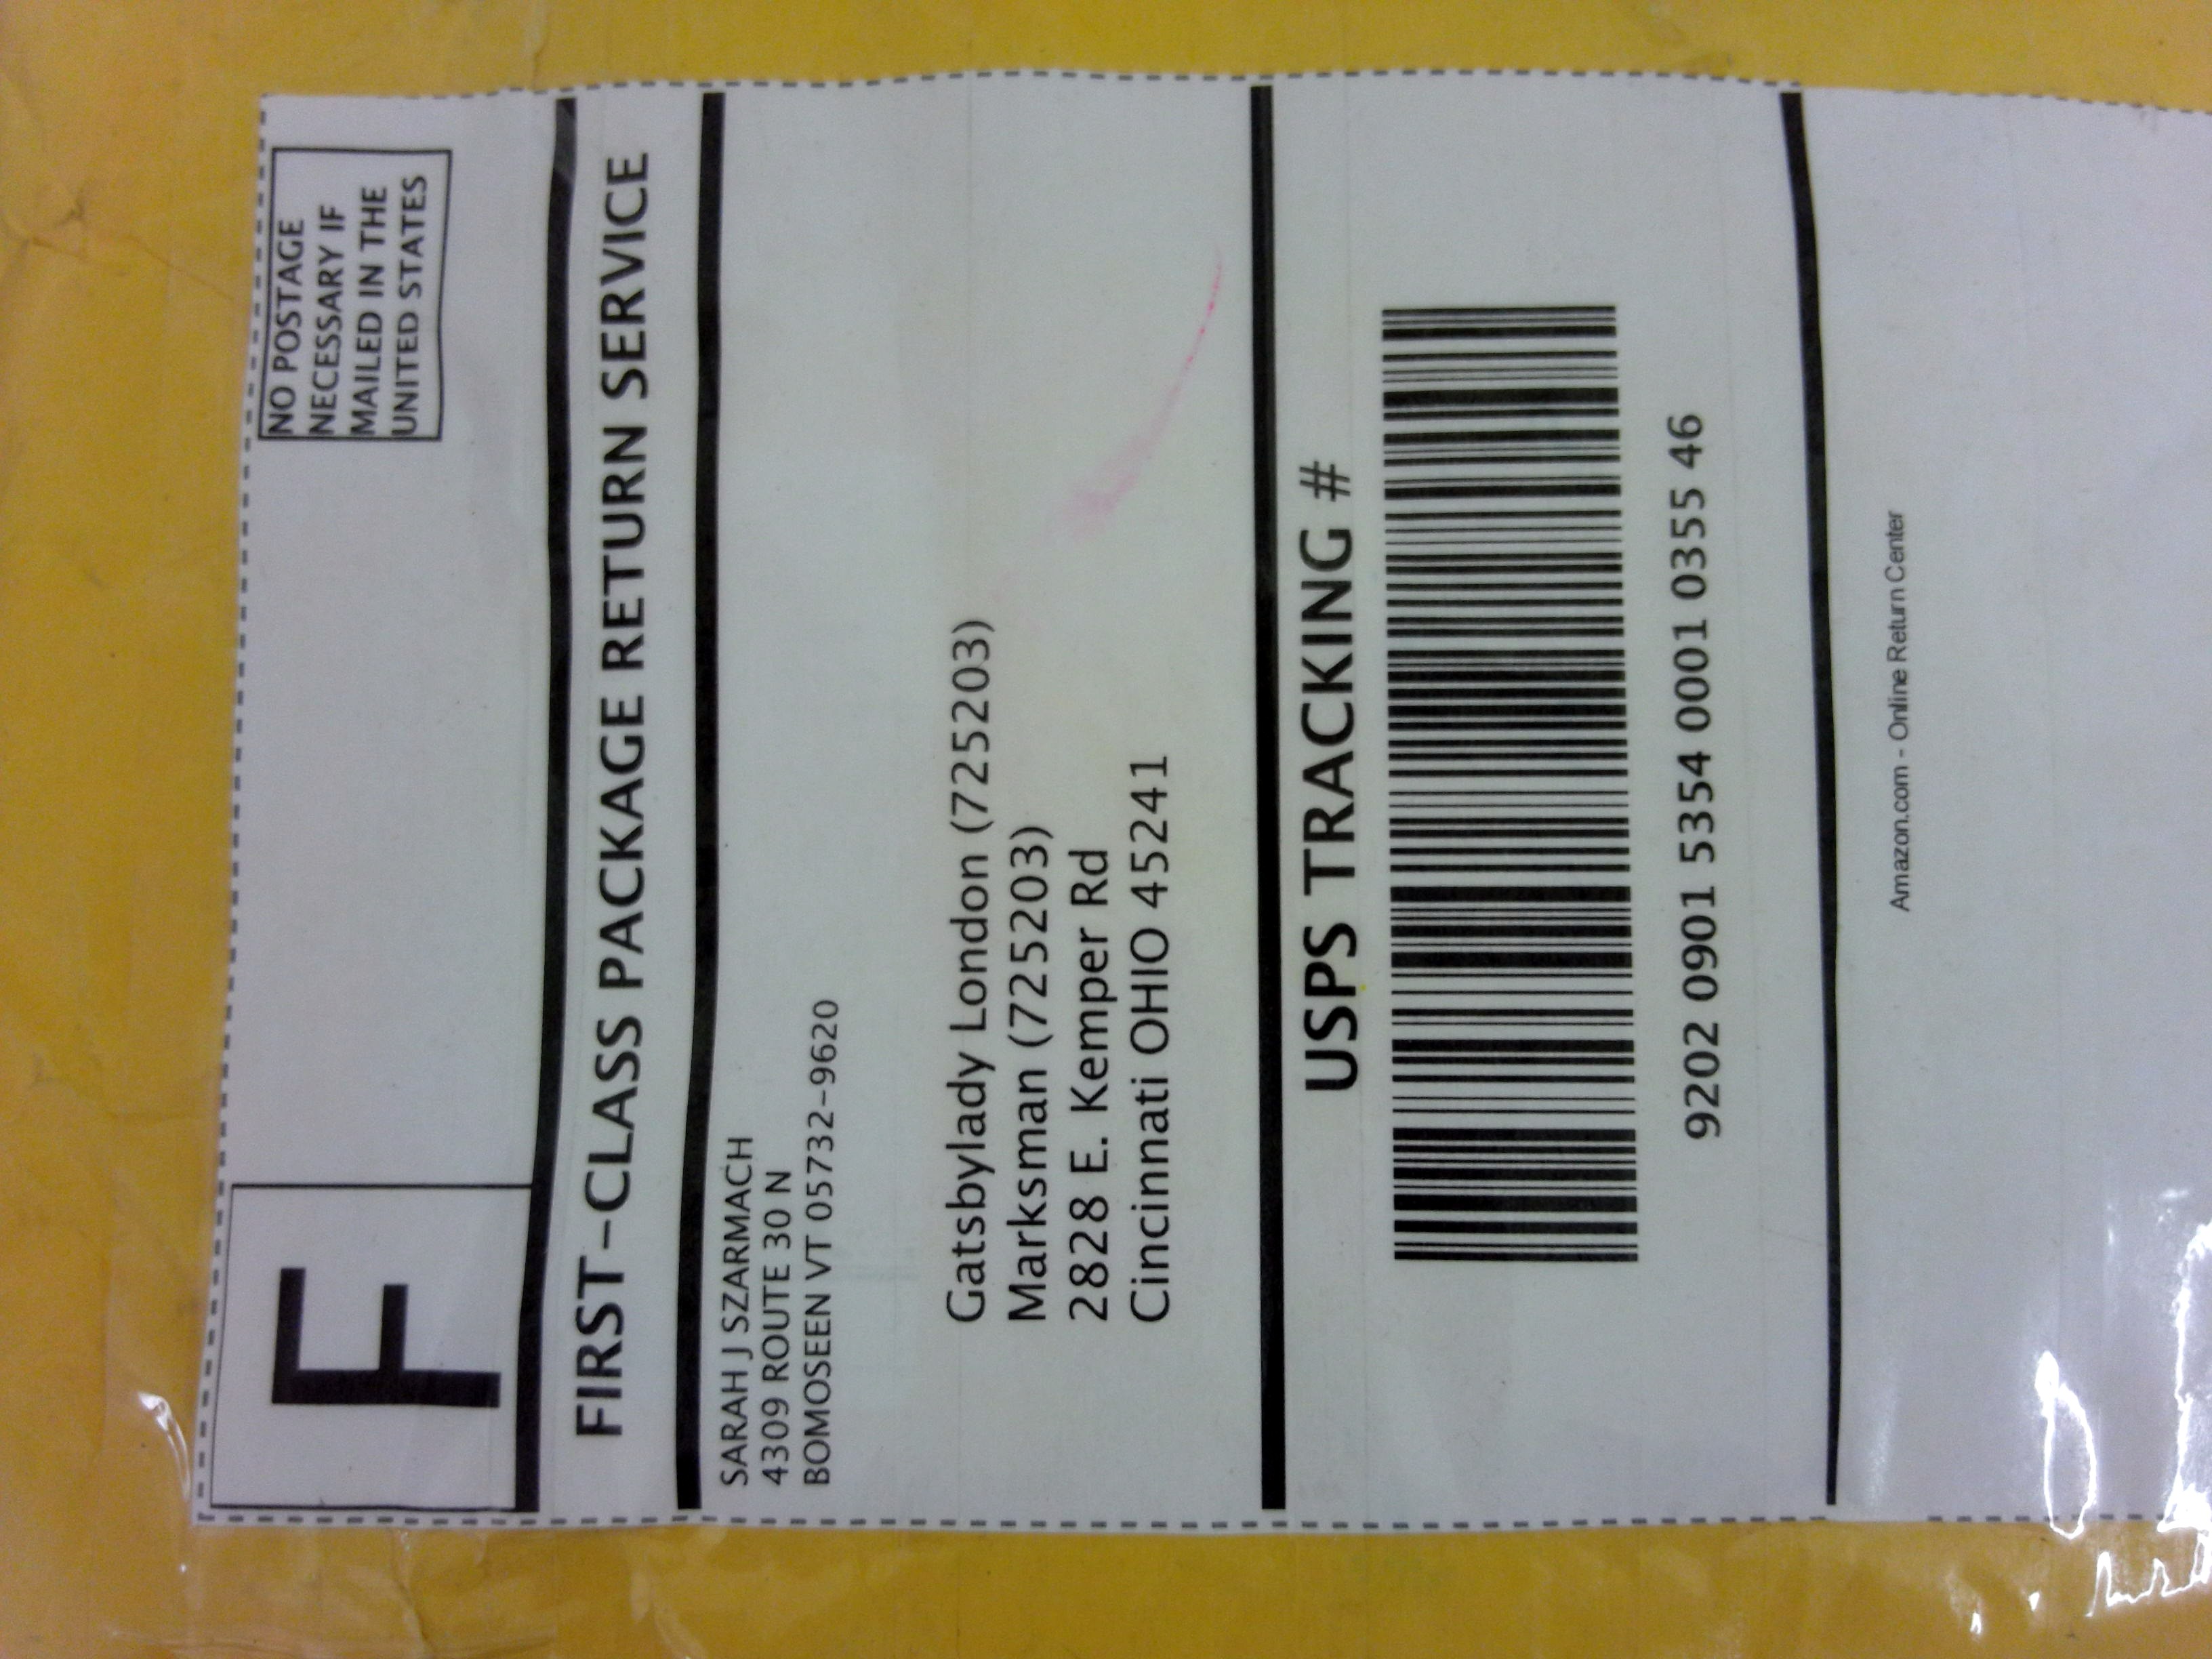 F
NO POSTAGE
NECESSARY IF
MAILED IN THE
UNITED STATES
FIRST-CLASS PACKAGE RETURN SERVICE
SARAH J SZARMACH
4309 ROUTE 30 N
BOMOSEEN VT 05732-9620
Gatsbylady London (725203)
Marksman (725203)
2828 E. Kemper Rd
Cincinnati OHIO 45241
USPS TRACKING #
9202 0901 5354 0001 0355 46
Amazon.com - Online Return Center